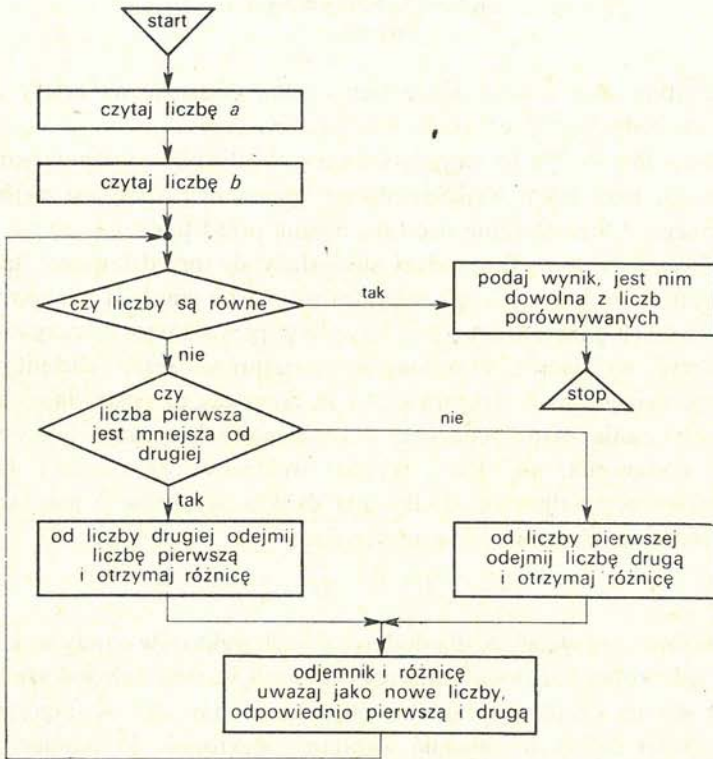 start
czytaj liczbę a
czytaj liczbę b
czy liczby są równe
tak
podaj wynik, jest nim
dowolna z liczb
porównywanych
nie
stop
czy
liczba pierwsza
jest mniejsza od
drugiej
nie
tak
od liczby drugiej odejmij
liczbę pierwszą
i otrzymaj różnicę
od liczby pierwszej
odejmij liczbę drugą
i otrzymaj różnicę
odjemnik i różnicę
uważaj jako nowe liczby,
odpowiednio pierwszą i drugą